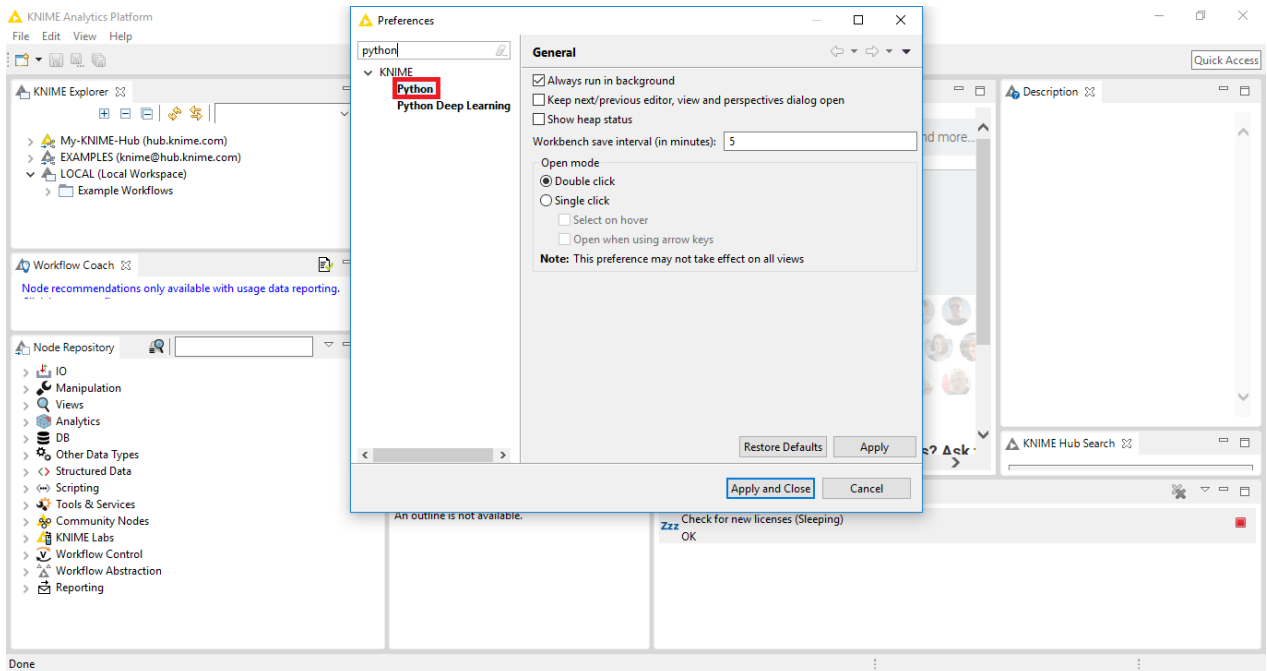 KNIME Analytics Platform
File Edit View Help
Quick Access
KNIME Explorer
My-KNIME-Hub (hub.knime.com)
EXAMPLES (knime@hub.knime.com)
LOCAL (Local Workspace)
Example Workflows
Workflow Coach
Node recommendations only available with usage data reporting.
Node Repository
IO
Manipulation
Views
Analytics
DB
Other Data Types
Structured Data
Scripting
Tools & Services
Community Nodes
KNIME Labs
Workflow Control
Workflow Abstraction
Reporting
Preferences
python
KNIME
Python
Python Deep Learning
General
Always run in background
Keep next/previous editor, view and perspectives dialog open
Show heap status
Workbench save interval (in minutes): 5
Open mode
Double click
Single click
Select on hover
Open when using arrow keys
Note: This preference may not take effect on all views
Restore Defaults Apply
Apply and Close Cancel
nd more...
s? Ask
Description
KNIME Hub Search
An outline is not available.
Zzz Check for new licenses (Sleeping)
OK
Done